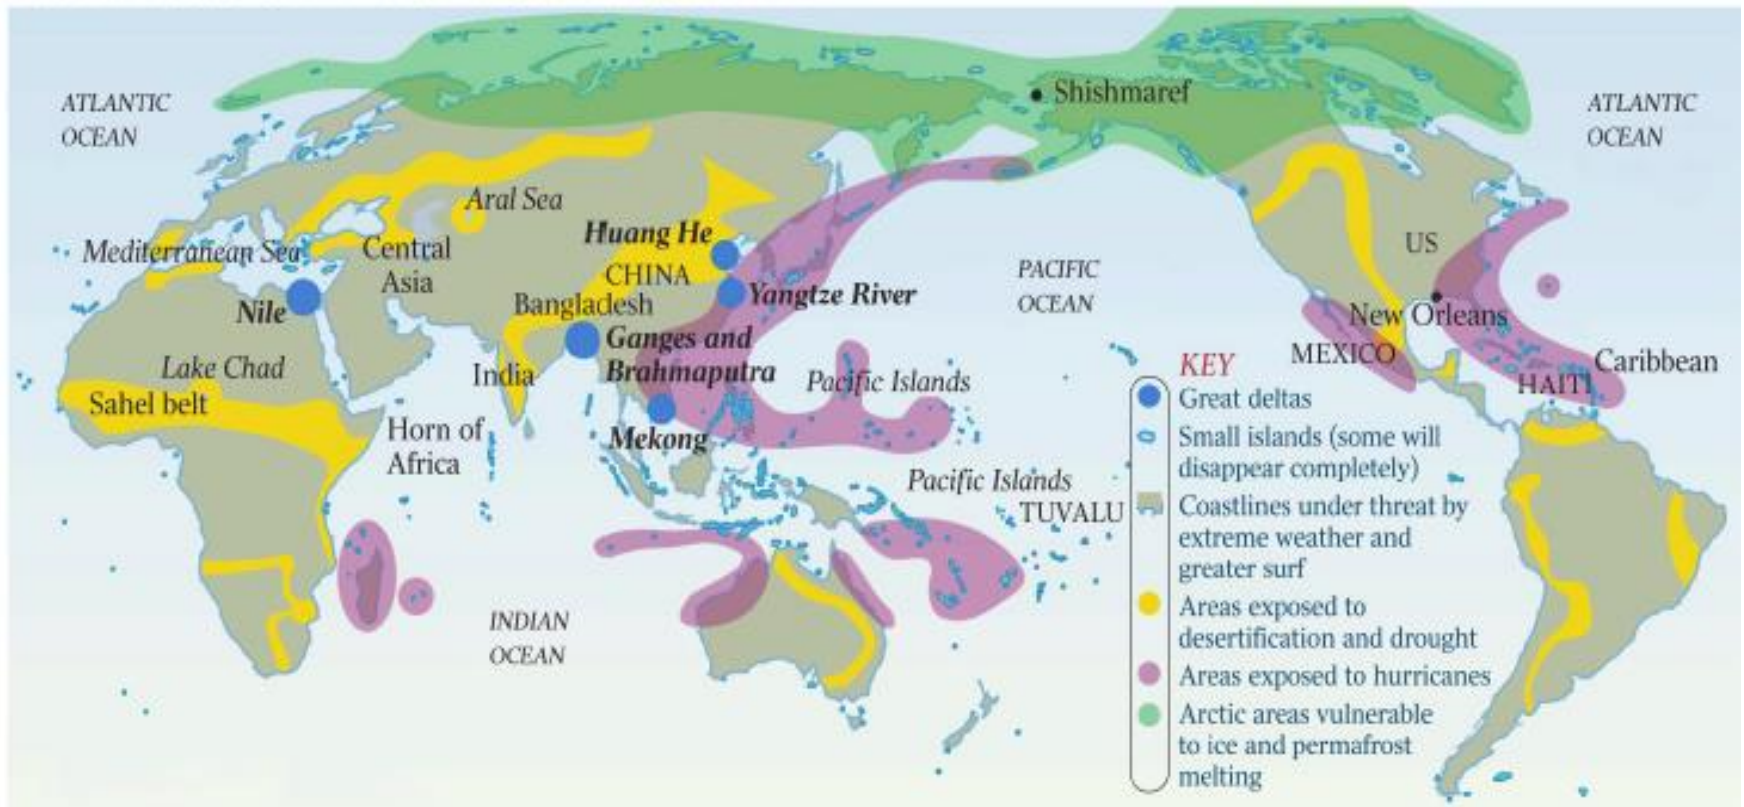 Shishmaref
ATLANTIC
OCEAN
ATLANTIC
OCEAN
Aral Sea
Huang He
Mediterranean Sea
Central
Asia
US
CHINA
PACIFIC
OCEAN
Bangladesh
Yangtze River
Nile
New Orleans
Ganges and
Brahmaputra
MEXICO
Caribbean
Lake Chad
India
Pacific Islands
HAITI
Sahel belt
Horn of
Africa
Mekong
Pacific Islands
TUVALU
INDIAN
OCEAN
KEY
Great deltas
Small islands (some will
disappear completely)
Coastlines under threat by
extreme weather and
greater surf
Areas exposed to
desertification and drought
Areas exposed to hurricanes
Arctic areas vulnerable
to ice and permafrost
melting